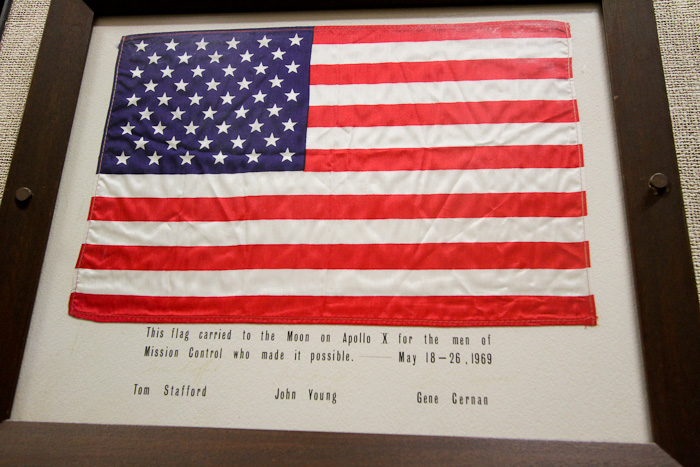 This flag carried to the Moon on Apollo X for the men of
Mission Control who made it possible. —— May 18-26, 1969
Tom Stafford John Young Gene Cernan